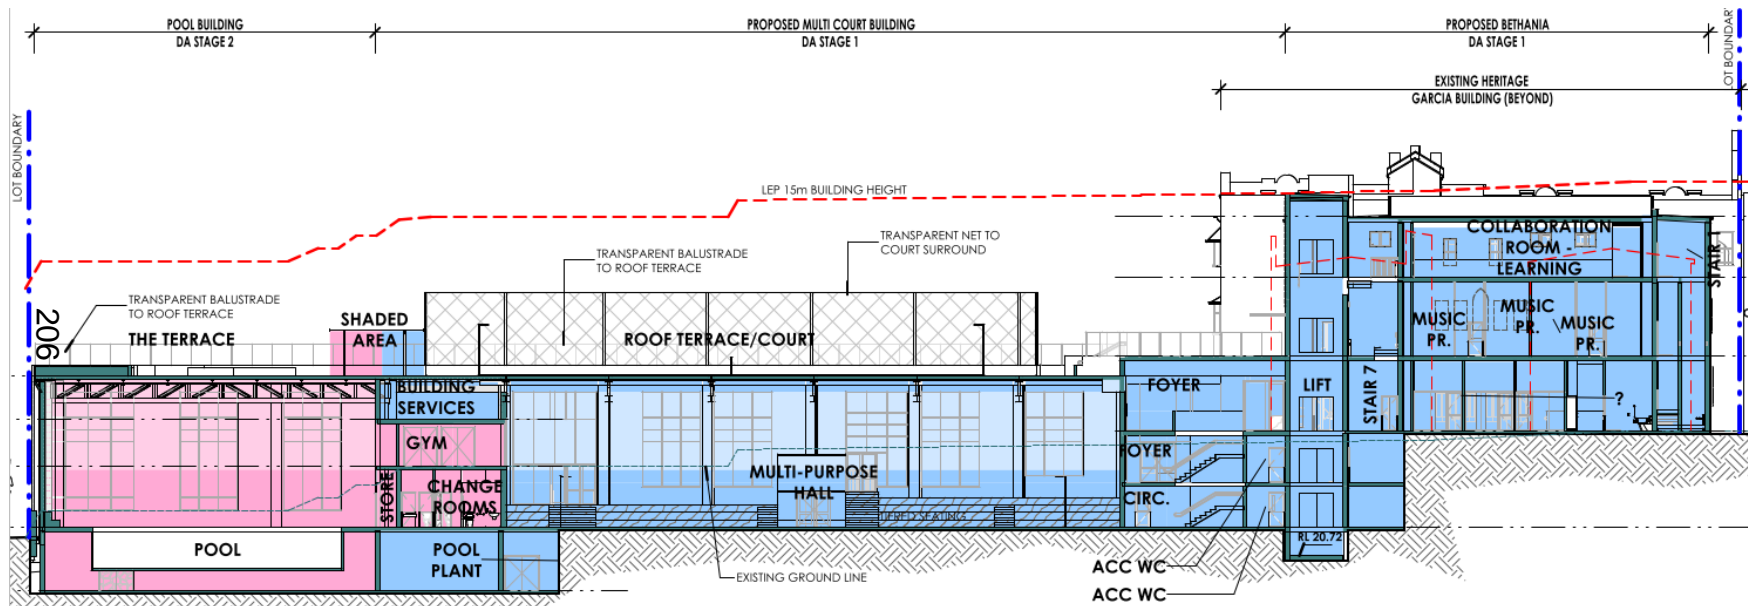 POOL BUILDING
DA STAGE 2
PROPOSED MULTI COURT BUILDING
DA STAGE 1
PROPOSED BETHANIA
DA STAGE 1
EXISTING HERITAGE
GARCIA BUILDING (BEYOND)
LOT BOUNDARY
LOT BOUNDAR
LEP 15m BUILDING HEIGHT
TRANSPARENT NET TO
COURT SURROUND
TRANSPARENT BALUSTRADE
TO ROOF TERRACE
TRANSPARENT BALUSTRADE
TO ROOF TERRACE
206
THE TERRACE
SHADED
AREA
ROOF TERRACE/COURT
COLLABORATION
ROOM -
LEARNING
STAIR 1
MUSIC
PR.
MUSIC
PR.
MUSIC
PR.
BUILDING
SERVICES
FOYER
LIFT
STAIR 7
?
GYM
FOYER
STORE
CHANGE
ROOMS
MULTI-PURPOSE
HALL
CIRC.
TIERED SEATING
RL 20.72
POOL
POOL
PLANT
EXISTING GROUND LINE
ACC WC
ACC WC